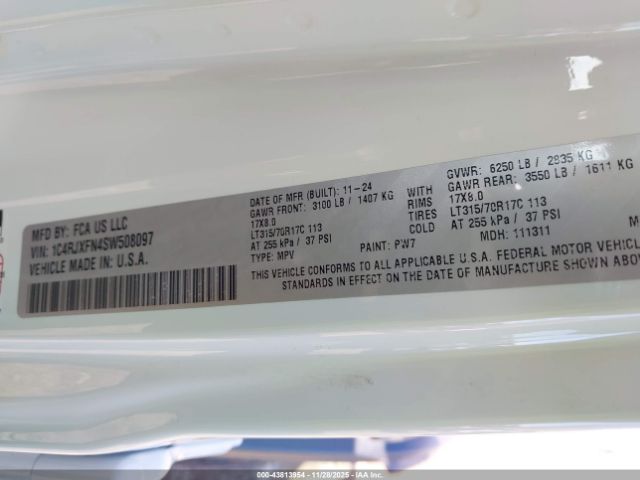 MFD BY: FCA US LLC
VIN: 1C4RJXFN4SW508097
VEHICLE MADE IN: U.S.A.
DATE OF MFR (BUILT): 11-24
GAWR FRONT: 3100 LB / 1407 KG WITH
17X8.0 RIMS
LT315/70R17C 113 TIRES
AT 255 kPa / 37 PSI COLD
TYPE: MPV PAINT: PW7
GVWR: 6250 LB / 2835 KG
GAWR REAR: 3550 LB / 1611 KG
17X8.0
LT315/70R17C 113
AT 255 kPa / 37 PSI
MDH: 111311
THIS VEHICLE CONFORMS TO ALL APPLICABLE U.S.A. FEDERAL MOTOR VEHICLE
STANDARDS IN EFFECT ON THE DATE OF MANUFACTURE SHOWN ABOVE
000-43813954 | 11/28/2025 | IAAI.COM